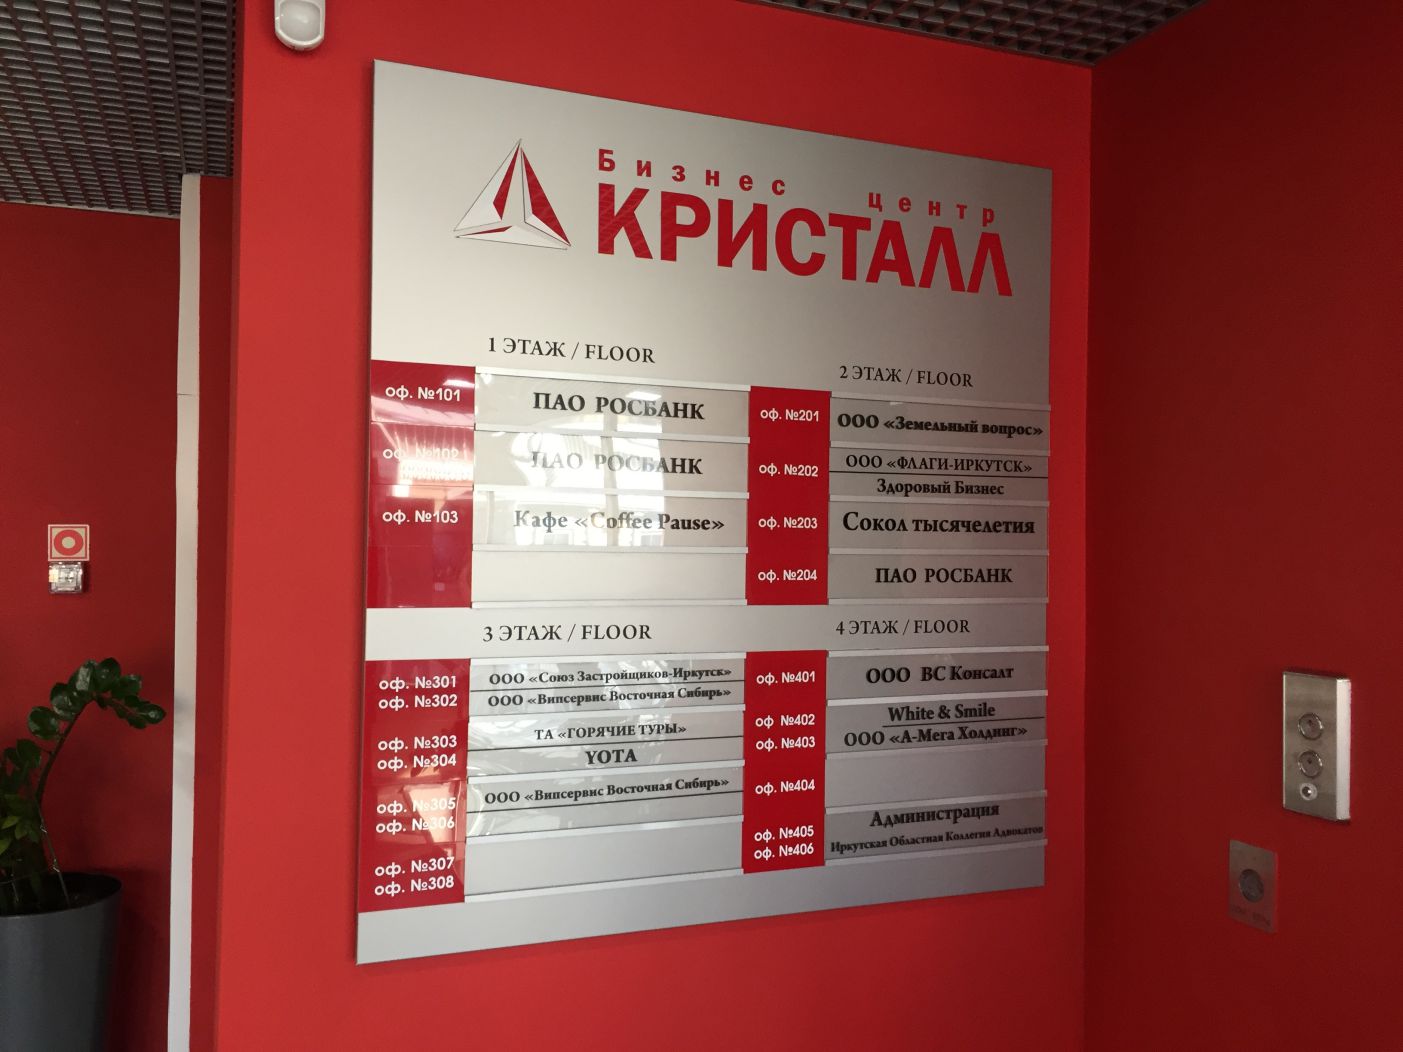 Бизнес центр
КРИСТАЛЛ
1 ЭТАЖ / FLOOR
оф. №101
ПАО РОСБАНК
оф. №102
ПАО РОСБАНК
оф. №103
Кафе «Coffee Pause»
2 ЭТАЖ / FLOOR
оф. №201
ООО «Земельный вопрос»
оф. №202
ООО «ФЛАГИ-ИРКУТСК»
Здоровый Бизнес
оф. №203
Сокол тысячелетия
оф. №204
ПАО РОСБАНК
3 ЭТАЖ / FLOOR
оф. №301
ООО «Союз Застройщиков-Иркутск»
оф. №302
ООО «Випсервис Восточная Сибирь»
оф. №303
ТА «ГОРЯЧИЕ ТУРЫ»
оф. №304
YOTA
оф. №305
ООО «Випсервис Восточная Сибирь»
оф. №306
оф. №307
оф. №308
4 ЭТАЖ / FLOOR
оф. №401
ООО ВС Консалт
оф №402
White & Smile
оф. №403
ООО «А-Мега Холдинг»
оф. №404
оф. №405
Администрация
оф. №406
Иркутская Областная Коллегия Адвокатов